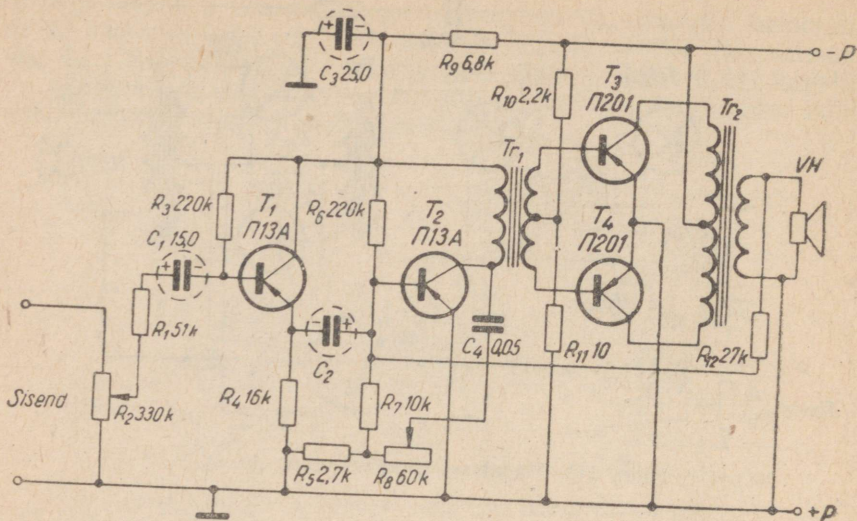 C3 25,0
R9 6,8k
-P
R10 2,2k
T3
П201
Tr2
Tr1
VH
R3 220k
T1
П13А
R6 220k
T2
П13А
T4
П201
C1 15,0
R1 51k
C2
C4 0,05
R11 10
R12 27k
Sisend
R2 330k
R4 16k
R7 10k
R5 2,7k
R8 60k
+P